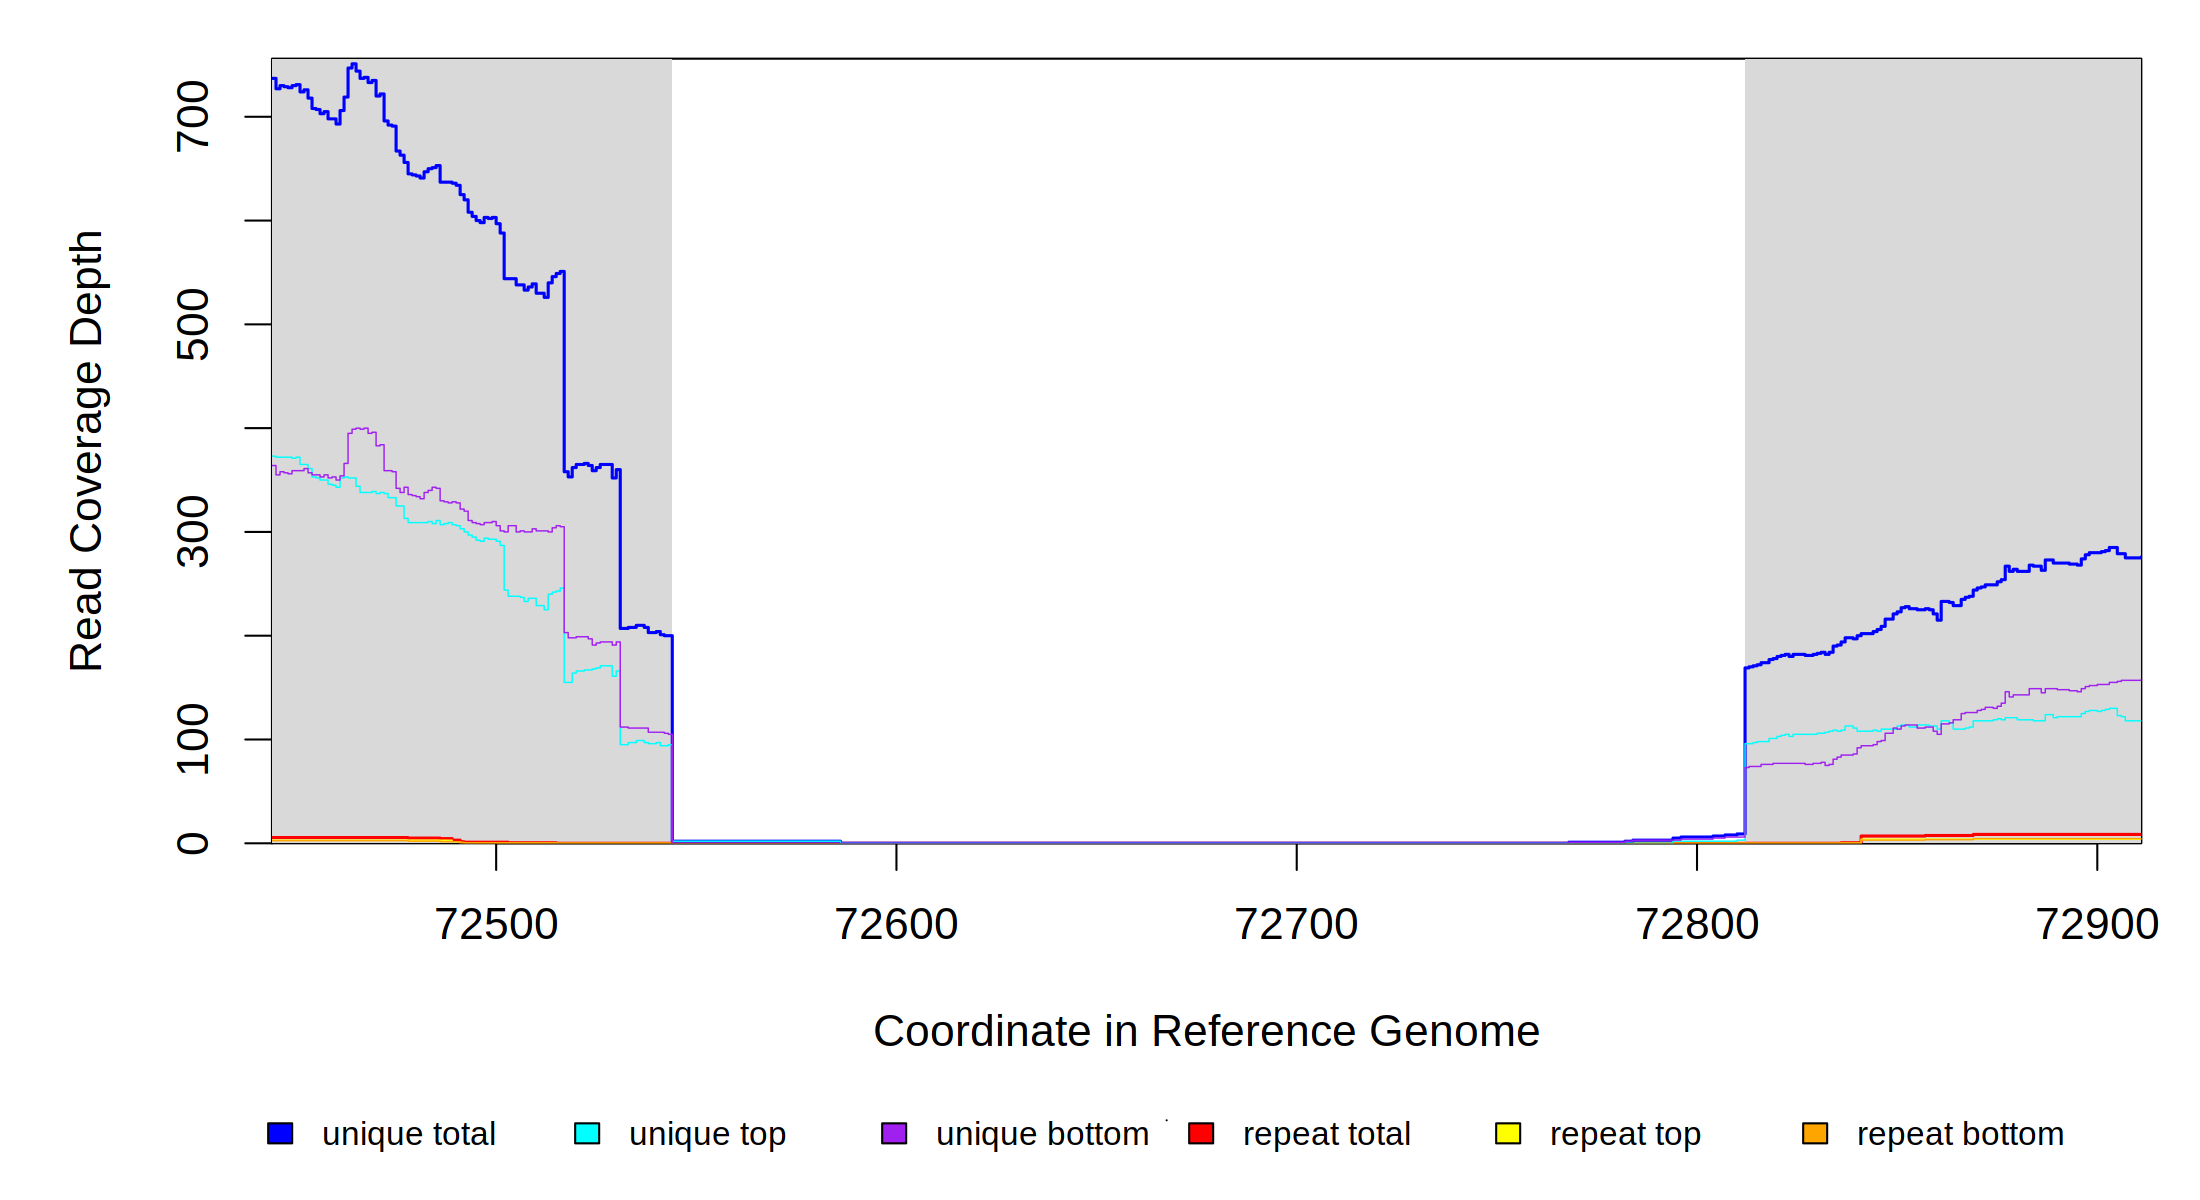 Read Coverage Depth
700
500
300
100
0
72500 72600 72700 72800 72900
Coordinate in Reference Genome
unique total unique top unique bottom repeat total repeat top repeat bottom